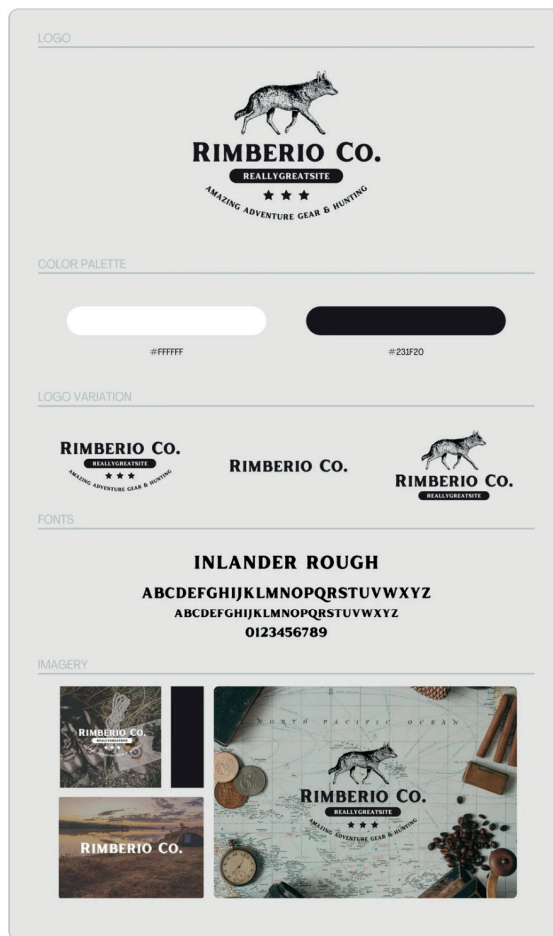 LOGO
RIMBERIO CO.
REALLYGREATSITE
AMAZING ADVENTURE GEAR & HUNTING
COLOR PALETTE
#FFFFFF
#231F20
LOGO VARIATION
RIMBERIO CO.
REALLYGREATSITE
AMAZING ADVENTURE GEAR & HUNTING
RIMBERIO CO.
RIMBERIO CO.
REALLYGREATSITE
FONTS
INLANDER ROUGH
ABCDEFGHIJKLMNOPQRSTUVWXYZ
ABCDEFGHIJKLMNOPQRSTUVWXYZ
0123456789
IMAGERY
RIMBERIO CO.
REALLYGREATSITE
RIMBERIO CO.
NORTH PACIFIC OCEAN
RIMBERIO CO.
REALLYGREATSITE
AMAZING ADVENTURE GEAR & HUNTING